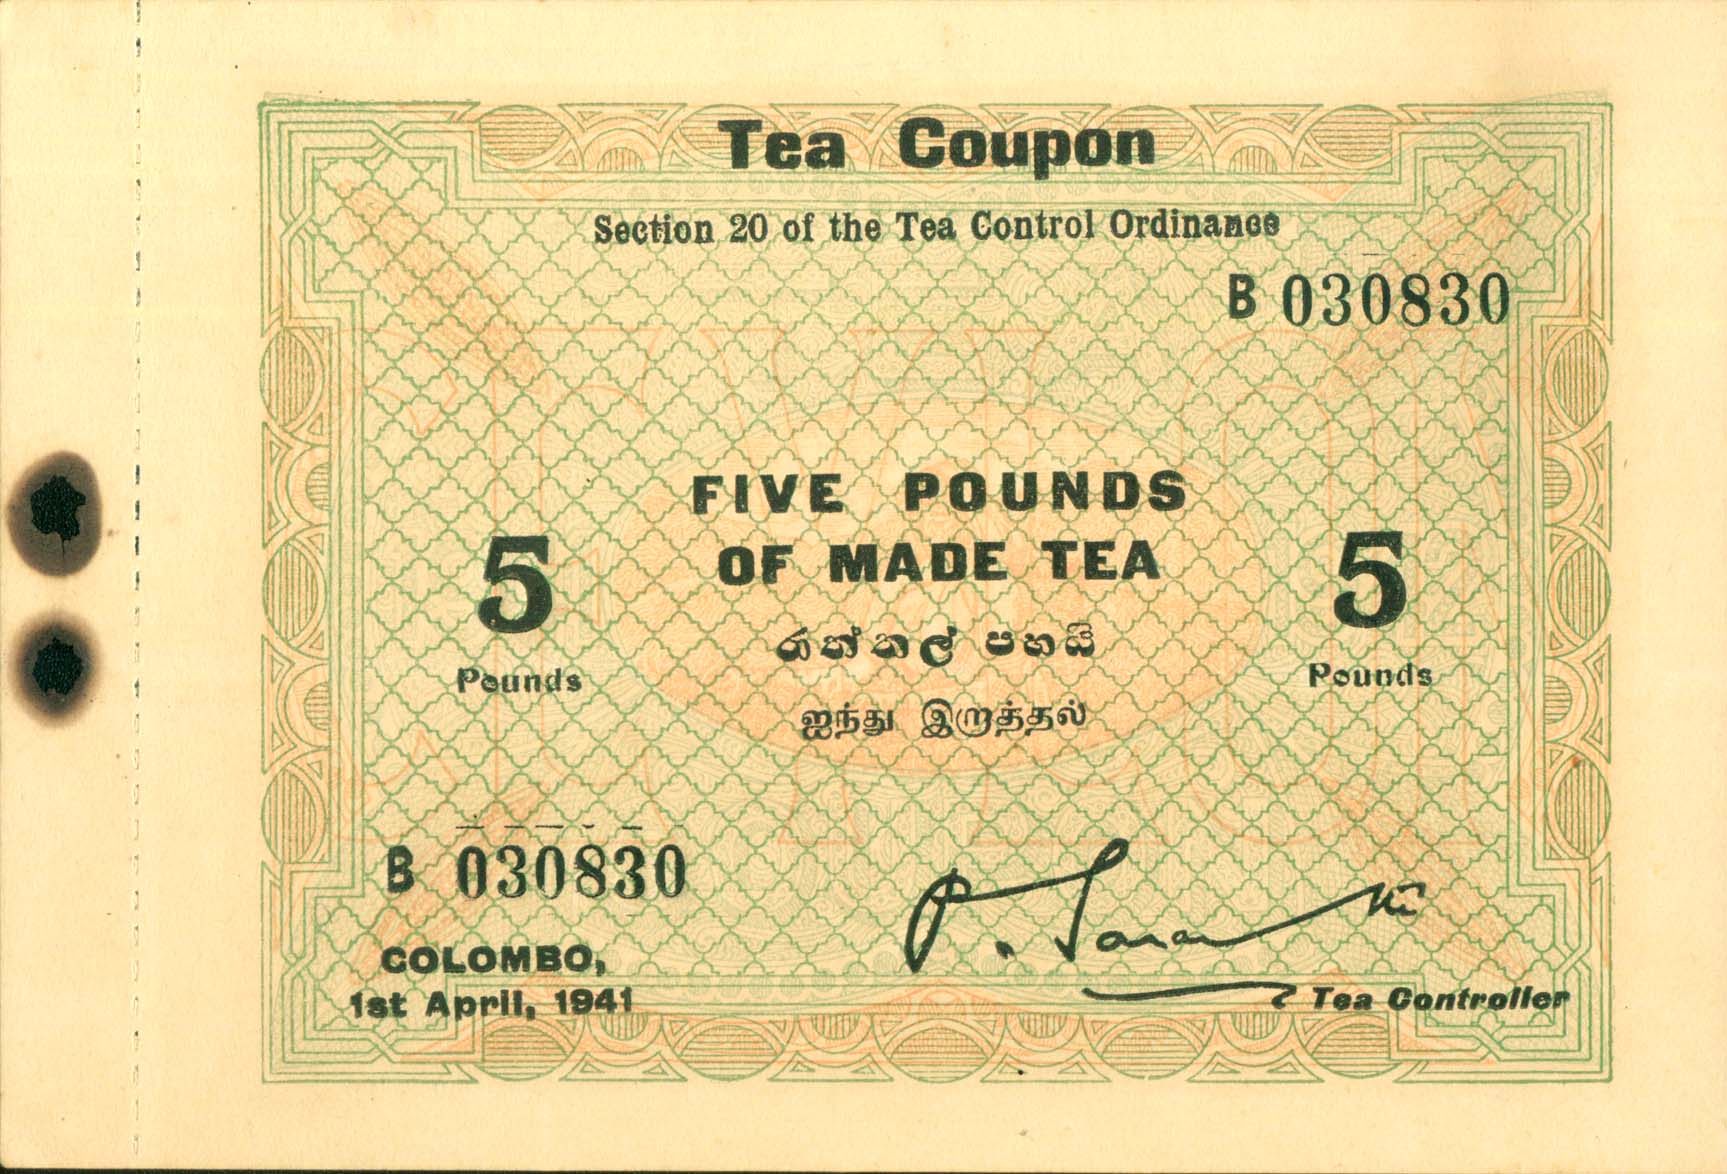 Tea Coupon
Section 20 of the Tea Control Ordinance
B 030830
FIVE POUNDS
OF MADE TEA
5
Pounds
5
Pounds
රාත්තල් පහයි
ஐந்து இறாத்தல்
B 030830
COLOMBO,
1st April, 1941
Tea Controller